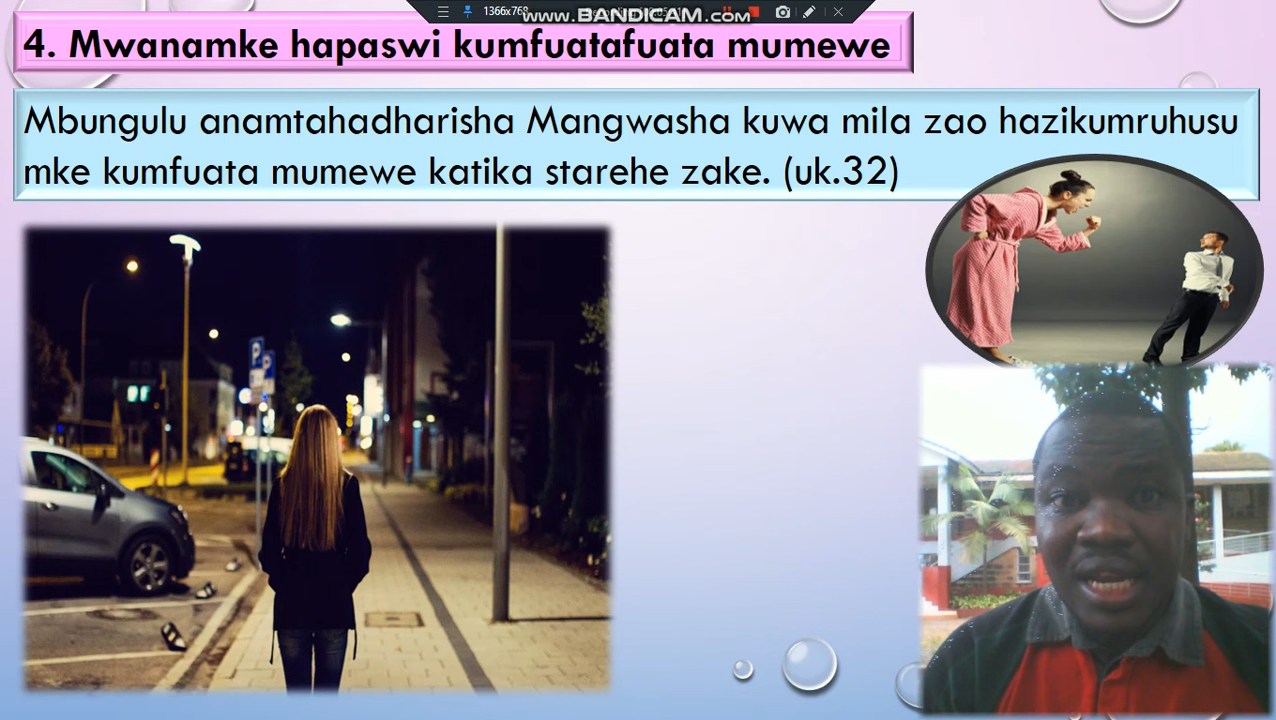 1366x768
www.BANDICAM.com
4. Mwanamke hapaswi kumfuatafuata mumewe
Mbungulu anamtahadharisha Mangwasha kuwa mila zao hazikumruhusu
mke kumfuata mumewe katika starehe zake. (uk.32)
P
P